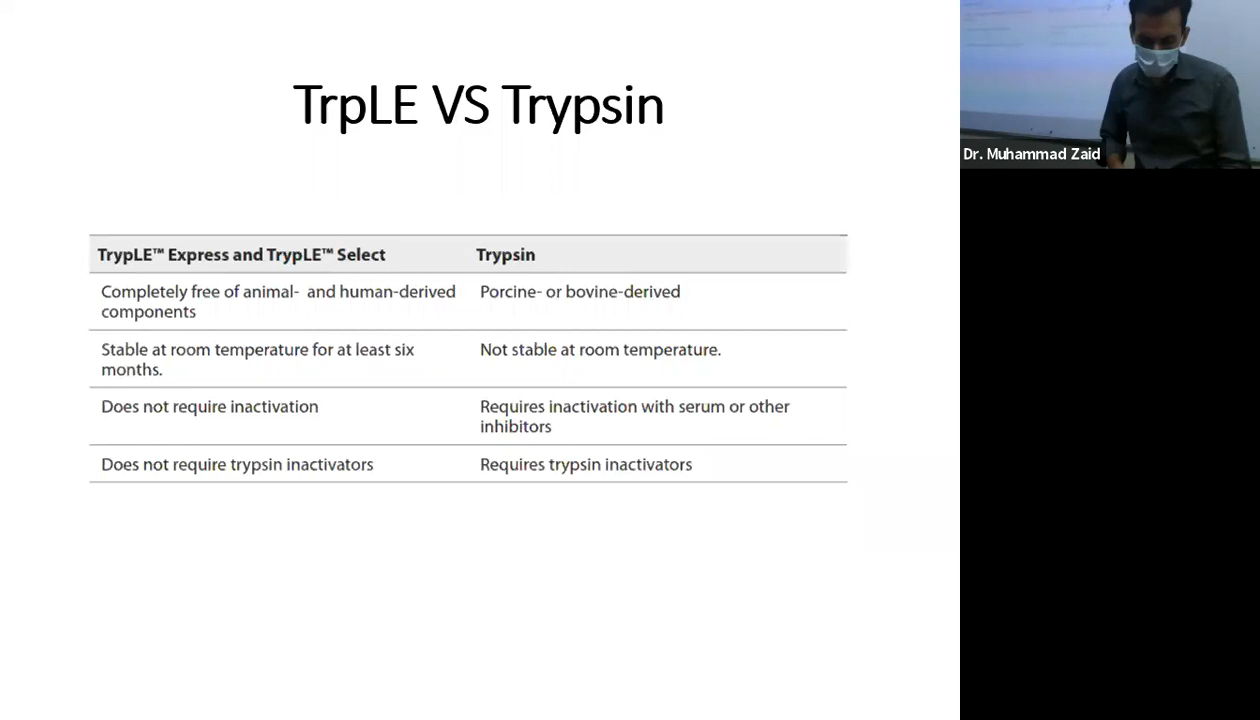 TrpLE VS Trypsin
Dr. Muhammad Zaid
TrypLE™ Express and TrypLE™ Select Trypsin
Completely free of animal- and human-derived Porcine- or bovine-derived
components
Stable at room temperature for at least six Not stable at room temperature.
months.
Does not require inactivation Requires inactivation with serum or other
inhibitors
Does not require trypsin inactivators Requires trypsin inactivators